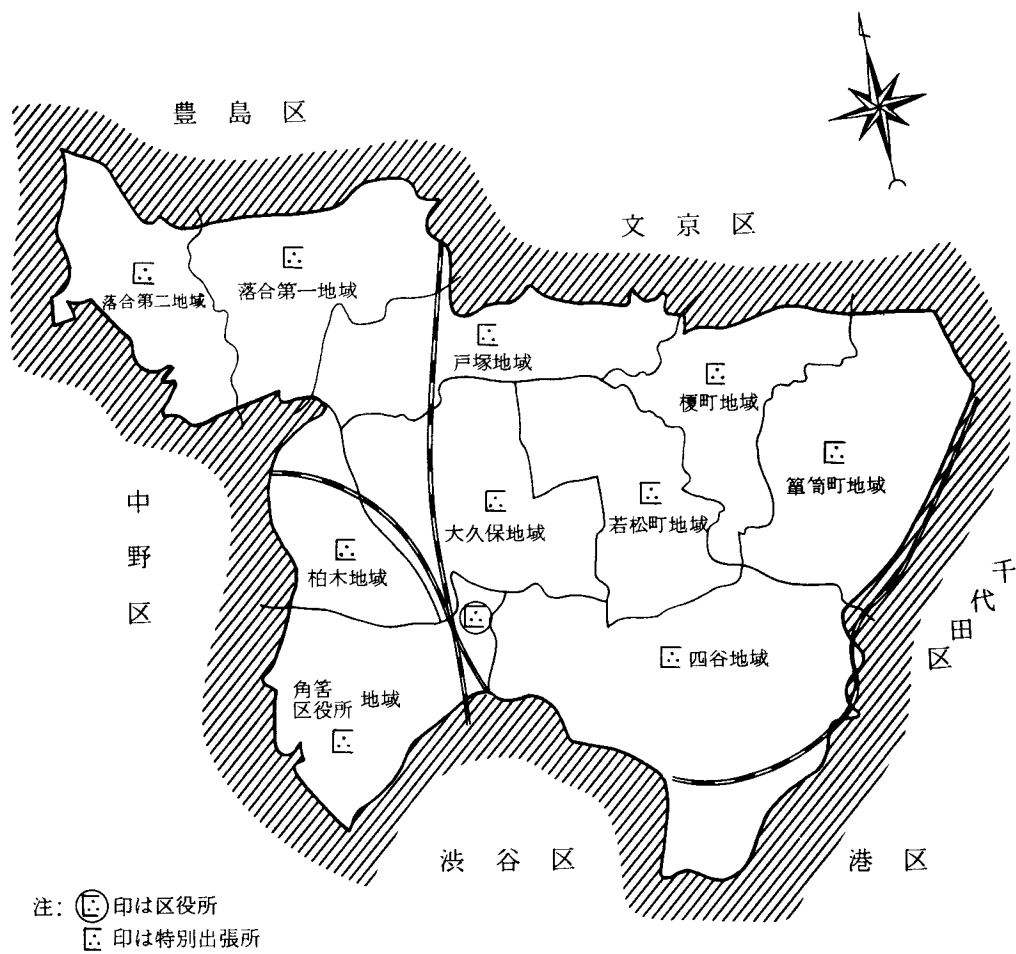 豊島区
文京区
落合第二地域
落合第一地域
戸塚地域
榎町地域
簞笥町地域
中野区
大久保地域
若松町地域
柏木地域
千代田区
四谷地域
角筈
区役所 地域
渋谷区
港区
注： 印は区役所
印は特別出張所